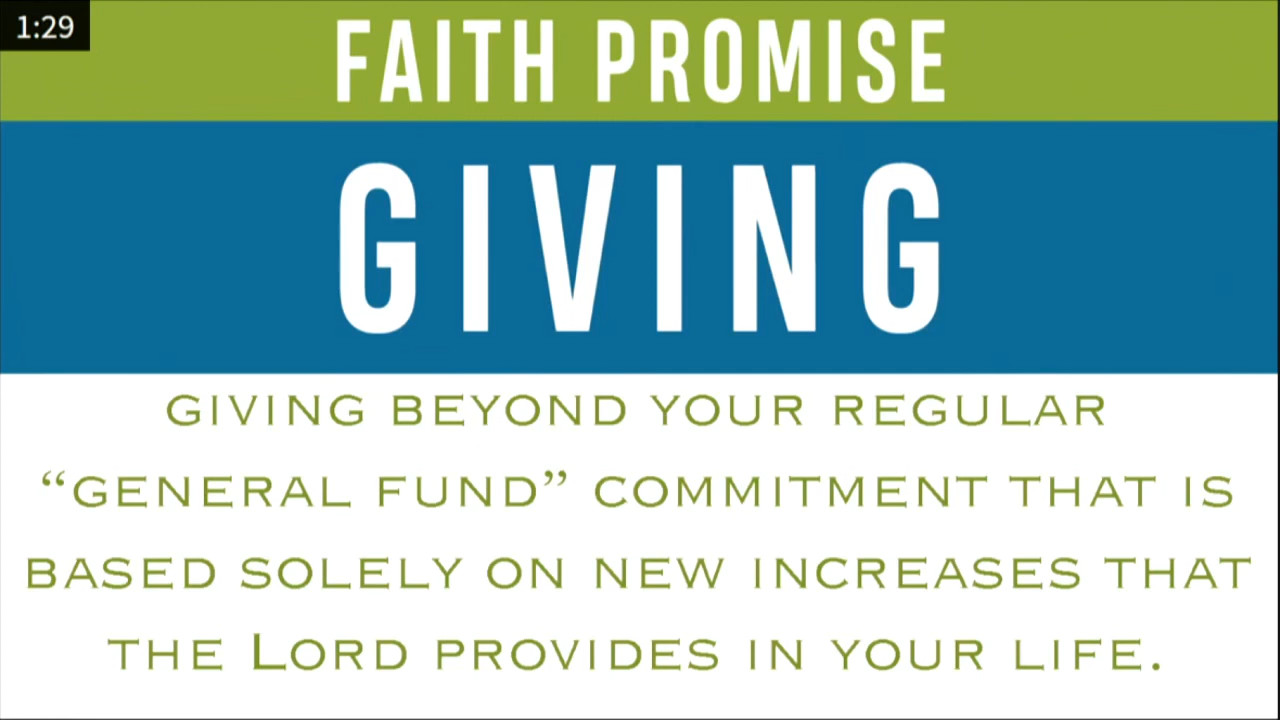 1:29
FAITH PROMISE
GIVING
GIVING BEYOND YOUR REGULAR
“GENERAL FUND” COMMITMENT THAT IS
BASED SOLELY ON NEW INCREASES THAT
THE LORD PROVIDES IN YOUR LIFE.